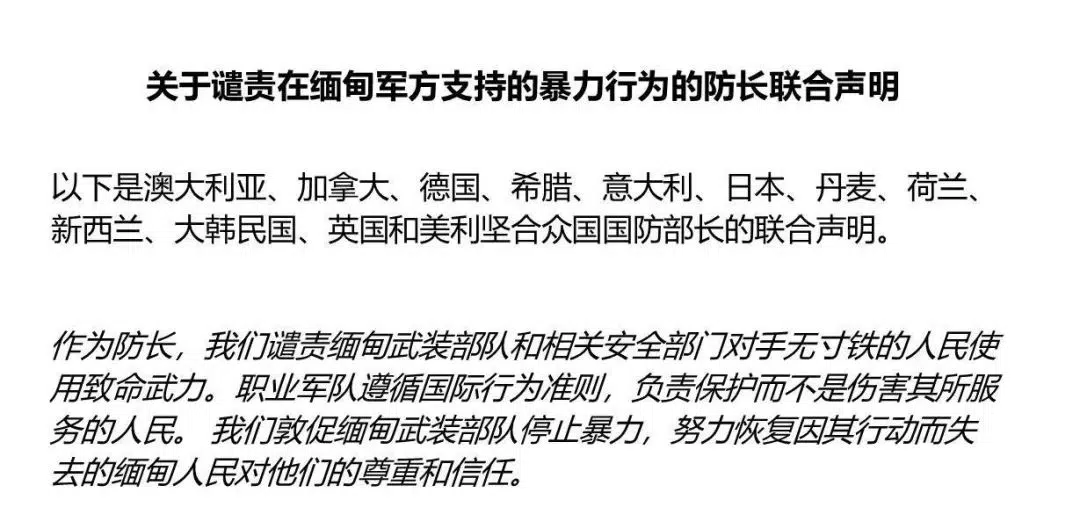 关于谴责在缅甸军方支持的暴力行为的防长联合声明
以下是澳大利亚、加拿大、德国、希腊、意大利、日本、丹麦、荷兰、
新西兰、大韩民国、英国和美利坚合众国国防部长的联合声明。
作为防长，我们谴责缅甸武装部队和相关安全部门对手无寸铁的人民使
用致命武力。职业军队遵循国际行为准则，负责保护而不是伤害其所服
务的人民。 我们敦促缅甸武装部队停止暴力，努力恢复因其行动而失
去的缅甸人民对他们的尊重和信任。